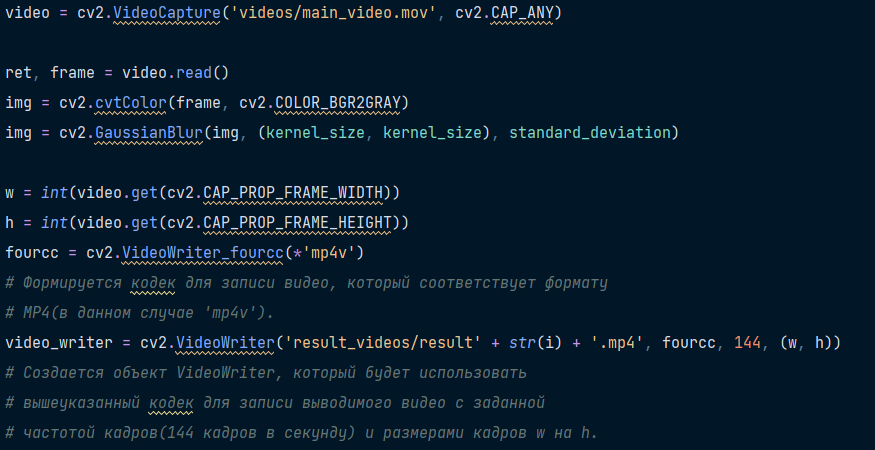 video = cv2.VideoCapture('videos/main_video.mov', cv2.CAP_ANY)
ret, frame = video.read()
img = cv2.cvtColor(frame, cv2.COLOR_BGR2GRAY)
img = cv2.GaussianBlur(img, (kernel_size, kernel_size), standard_deviation)
w = int(video.get(cv2.CAP_PROP_FRAME_WIDTH))
h = int(video.get(cv2.CAP_PROP_FRAME_HEIGHT))
fourcc = cv2.VideoWriter_fourcc(*'mp4v')
# Формируется кодек для записи видео, который соответствует формату
# MP4(в данном случае 'mp4v').
video_writer = cv2.VideoWriter('result_videos/result' + str(i) + '.mp4', fourcc, 144, (w, h))
# Создается объект VideoWriter, который будет использовать
# вышеуказанный кодек для записи выводимого видео с заданной
# частотой кадров(144 кадров в секунду) и размерами кадров w на h.